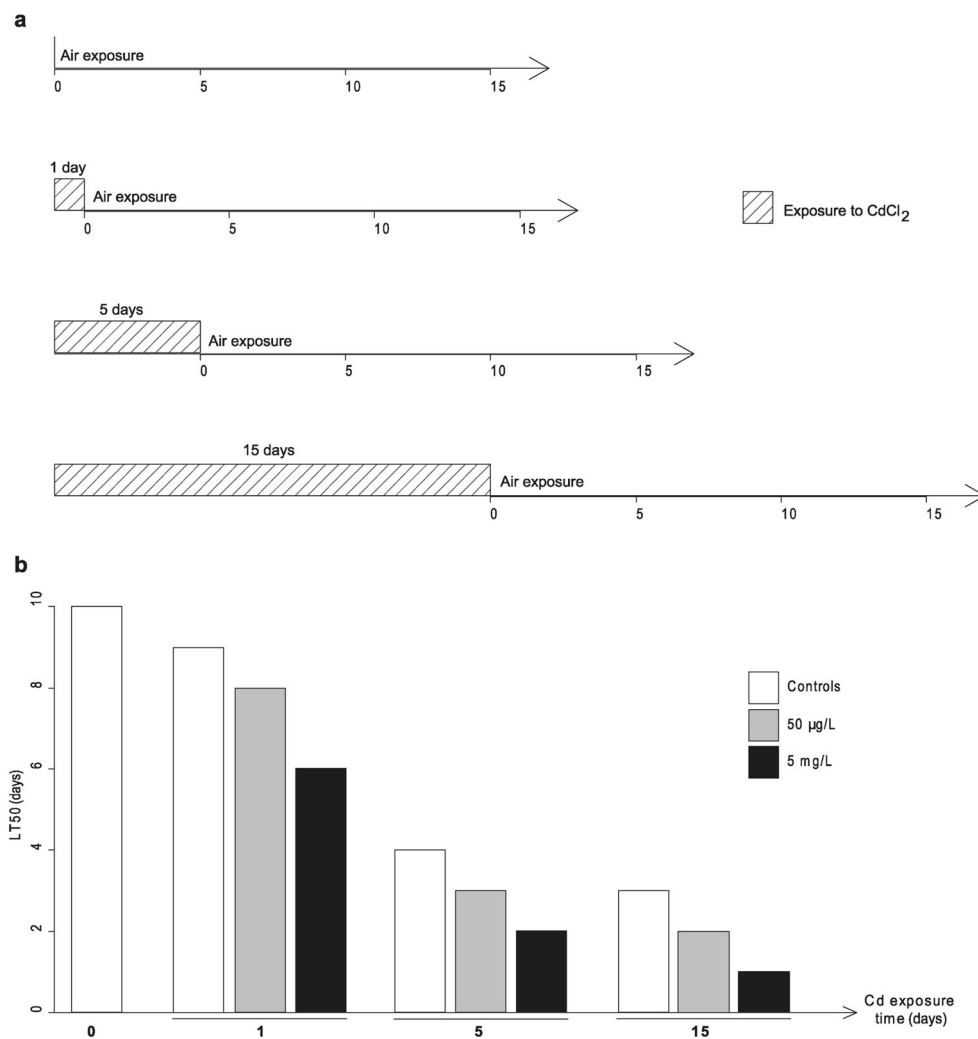 a
Air exposure
0 5 10 15
1 day
Air exposure
0 5 10 15
Exposure to CdCl2
5 days
Air exposure
0 5 10 15
15 days
Air exposure
0 5 10 15
b
LT50 (days)
10
8
6
4
2
0
Controls
50 µg/L
5 mg/L
0 1 5 15
Cd exposure
time (days)